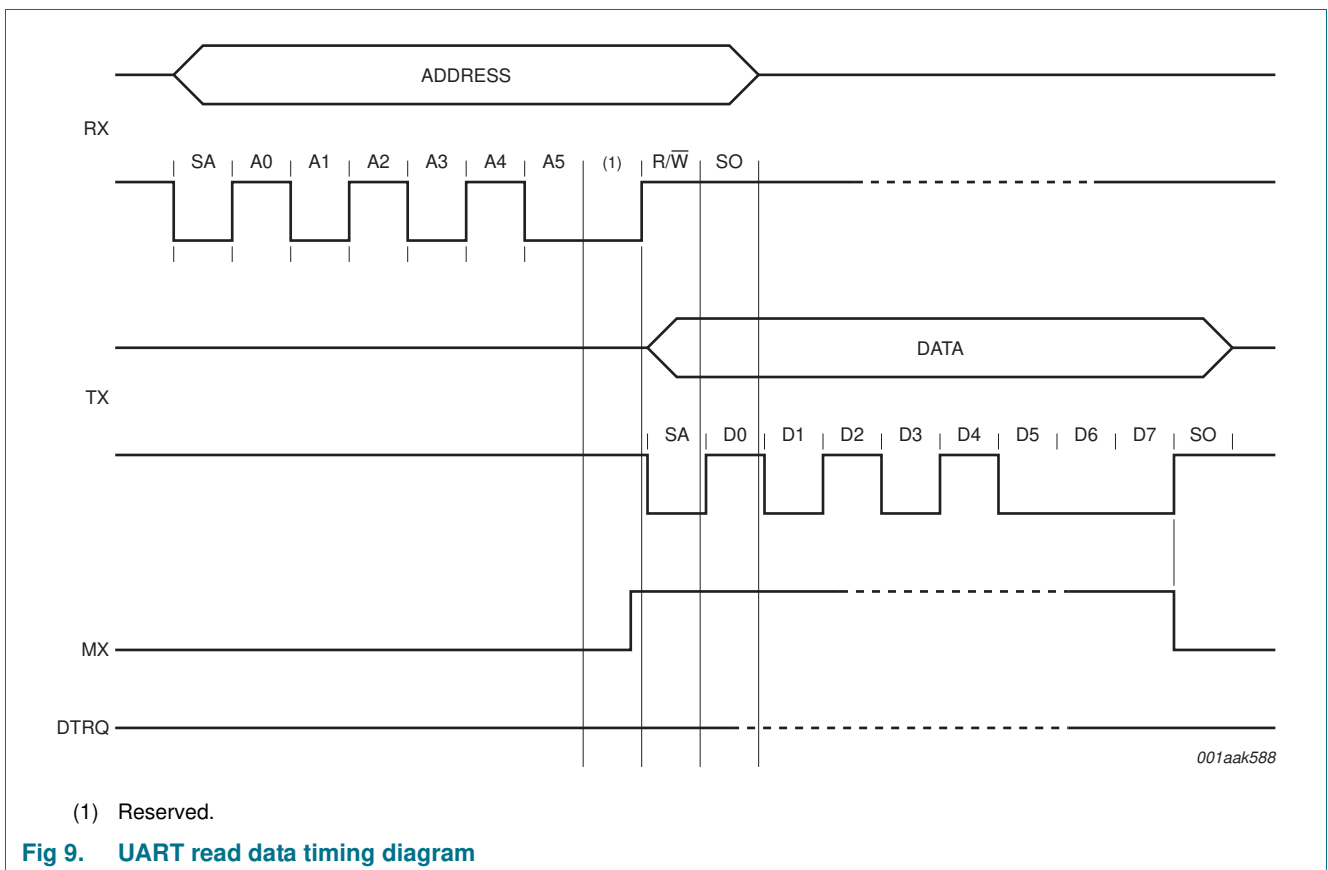 ADDRESS
RX
SA A0 A1 A2 A3 A4 A5 (1) R/W̅ SO
DATA
TX
SA D0 D1 D2 D3 D4 D5 D6 D7 SO
MX
DTRQ
001aak588
(1) Reserved.
Fig 9. UART read data timing diagram